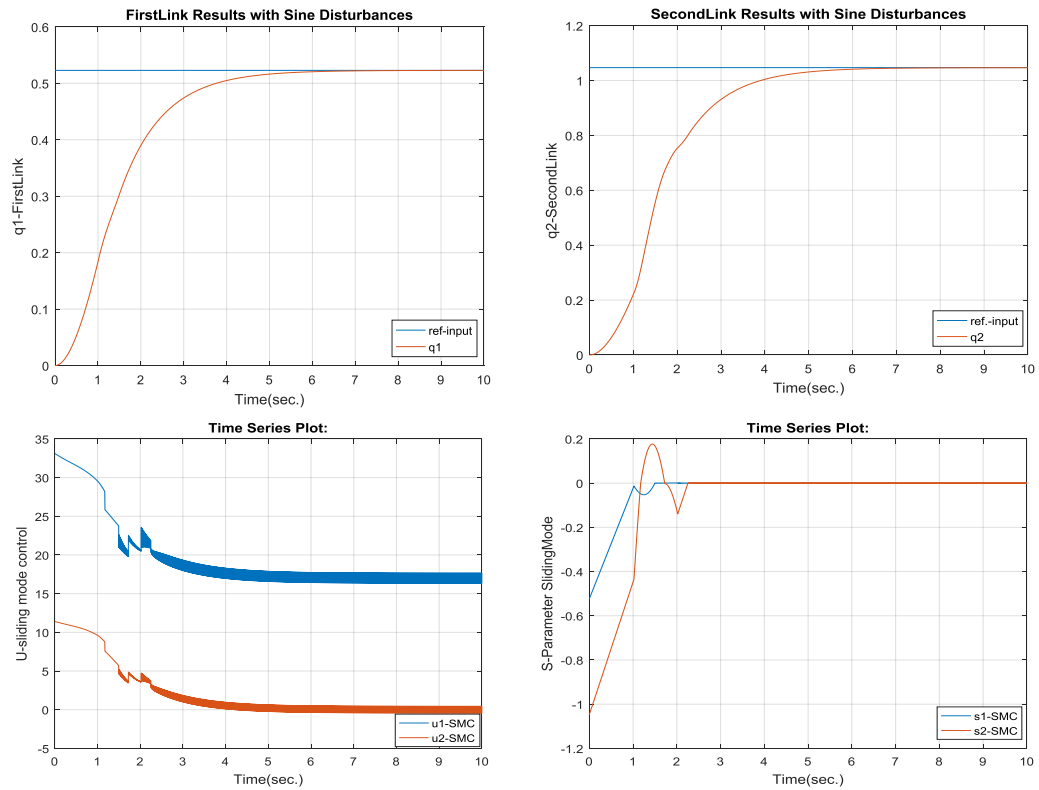 FirstLink Results with Sine Disturbances
0.6
0.5
0.4
0.3
0.2
0.1
0
q1-FirstLink
ref-input
q1
0 1 2 3 4 5 6 7 8 9 10
Time(sec.)
SecondLink Results with Sine Disturbances
1.2
1
0.8
0.6
0.4
0.2
0
q2-SecondLink
ref.-input
q2
0 1 2 3 4 5 6 7 8 9 10
Time(sec.)
Time Series Plot:
35
30
25
20
15
10
5
0
-5
U-sliding mode control
u1-SMC
u2-SMC
0 1 2 3 4 5 6 7 8 9 10
Time(sec.)
Time Series Plot:
0.2
0
-0.2
-0.4
-0.6
-0.8
-1
-1.2
S-Parameter SlidingMode
s1-SMC
s2-SMC
0 1 2 3 4 5 6 7 8 9 10
Time(sec.)